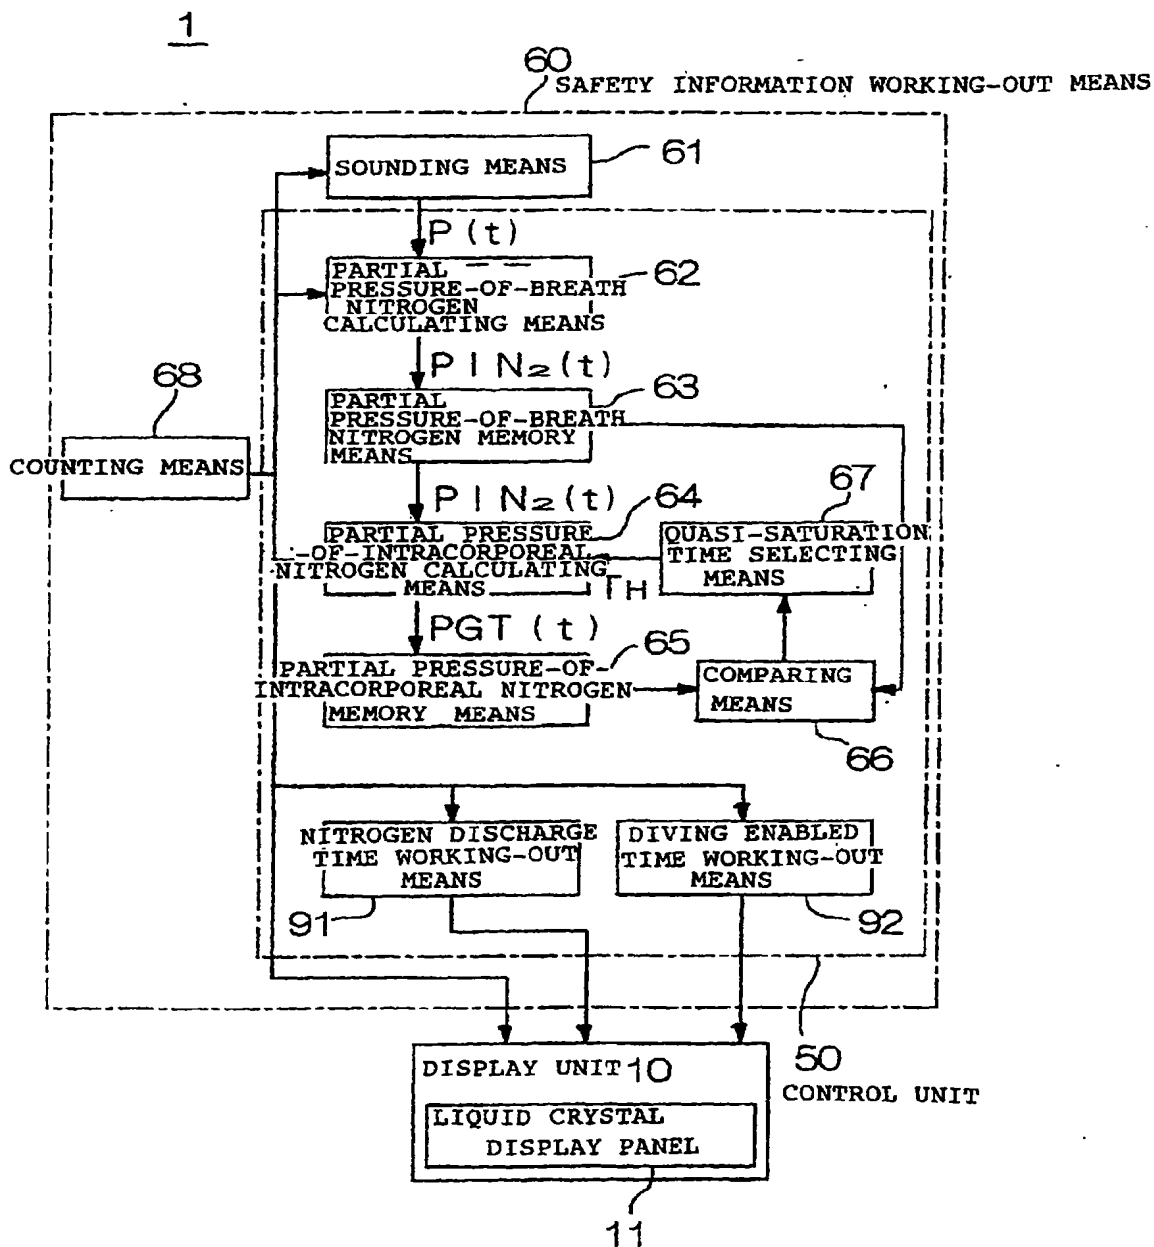 1
60
SAFETY INFORMATION WORKING-OUT MEANS
SOUNDING MEANS
61
P(t)
PARTIAL
PRESSURE-OF-BREATH
NITROGEN
CALCULATING MEANS
62
PIN₂(t)
PARTIAL
PRESSURE-OF-BREATH
NITROGEN MEMORY
MEANS
63
68
COUNTING MEANS
PIN₂(t)
PARTIAL PRESSURE
-OF-INTRACORPOREAL
NITROGEN CALCULATING
MEANS
64
67
QUASI-SATURATION
TIME SELECTING
MEANS
TH
PGT(t)
PARTIAL PRESSURE-OF-
INTRACORPOREAL NITROGEN
MEMORY MEANS
65
COMPARING
MEANS
66
NITROGEN DISCHARGE
TIME WORKING-OUT
MEANS
91
DIVING ENABLED
TIME WORKING-OUT
MEANS
92
50
CONTROL UNIT
DISPLAY UNIT 10
LIQUID CRYSTAL
DISPLAY PANEL
11